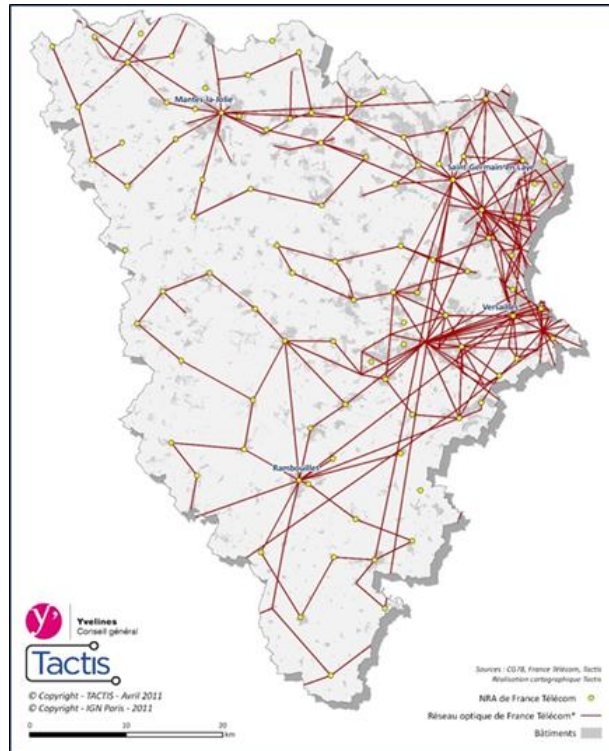 Mantes-la-Jolie
Saint-Germain-en-Laye
Versailles
Rambouillet
y'
Yvelines
Conseil général
Tactis
© Copyright - TACTIS - Avril 2011
© Copyright - IGN Paris - 2011
0 10 20
km
Sources : CG78, France Télécom, Tactis
Réalisation cartographique Tactis
NRA de France Télécom
Réseau optique de France Télécom*
Bâtiments